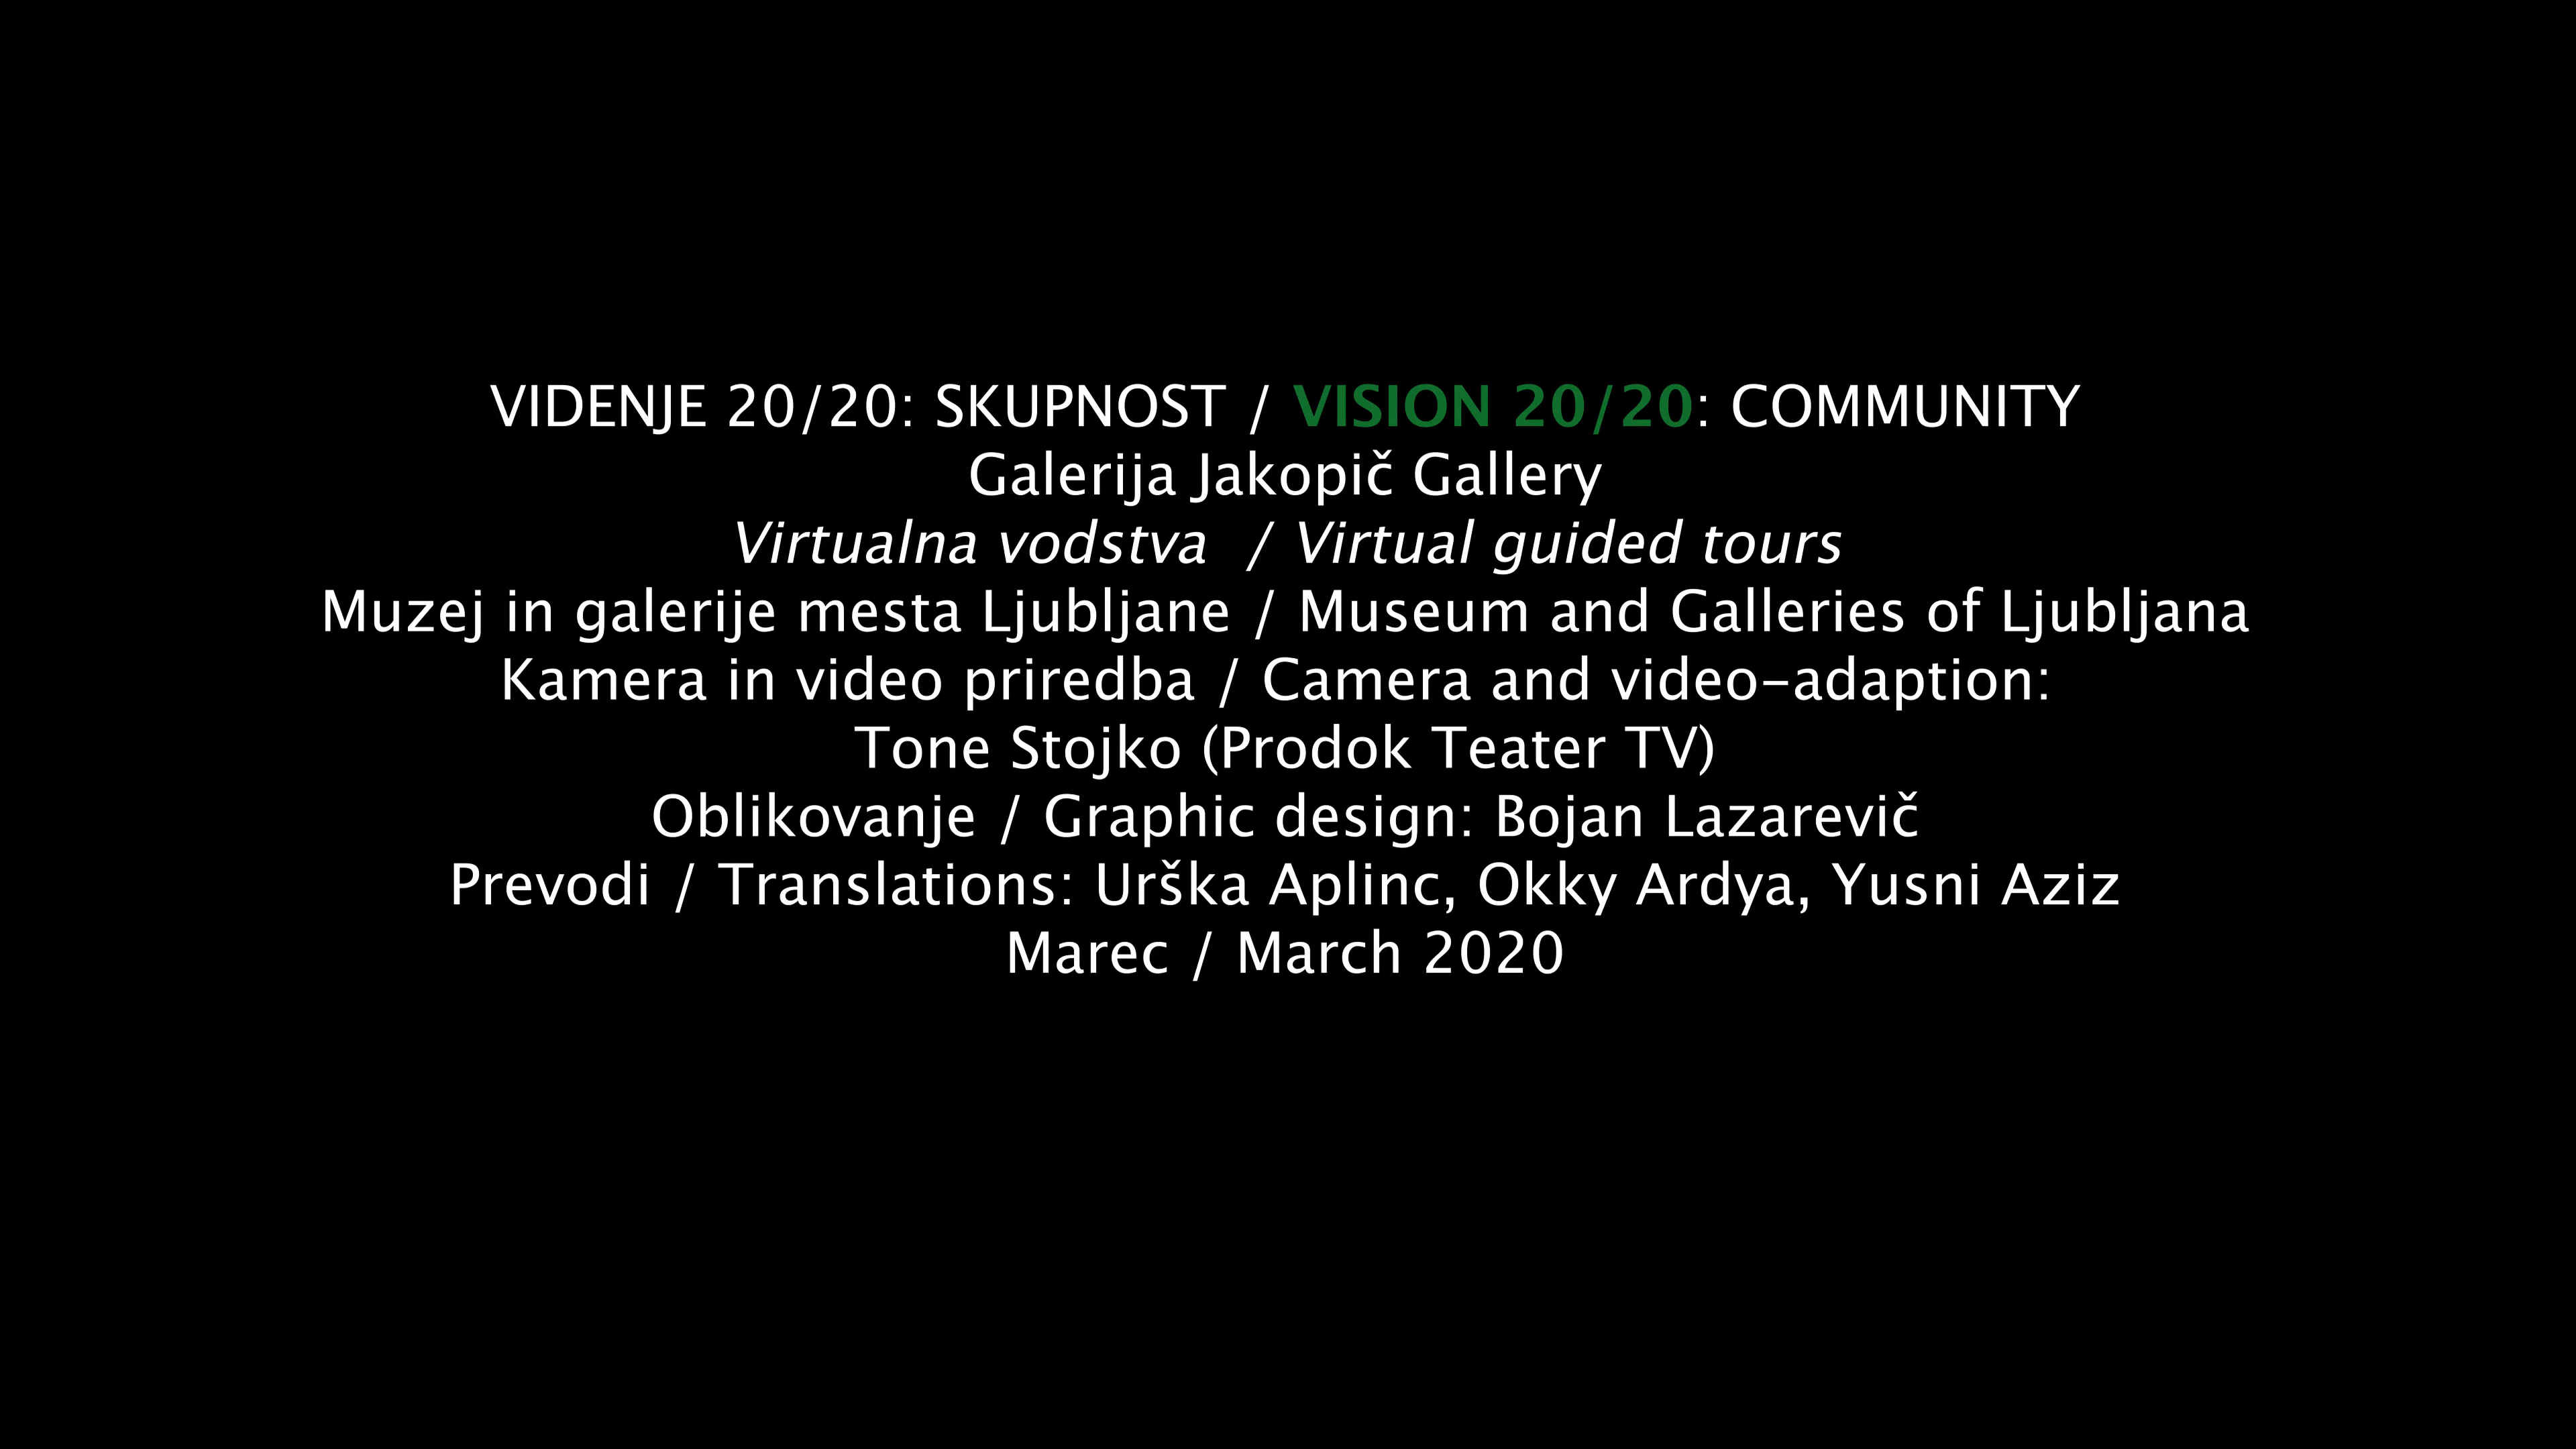 VIDENJE 20/20: SKUPNOST / VISION 20/20: COMMUNITY
Galerija Jakopič Gallery
Virtualna vodstva / Virtual guided tours
Muzej in galerije mesta Ljubljane / Museum and Galleries of Ljubljana
Kamera in video priredba / Camera and video-adaption:
Tone Stojko (Prodok Teater TV)
Oblikovanje / Graphic design: Bojan Lazarevič
Prevodi / Translations: Urška Aplinc, Okky Ardya, Yusni Aziz
Marec / March 2020